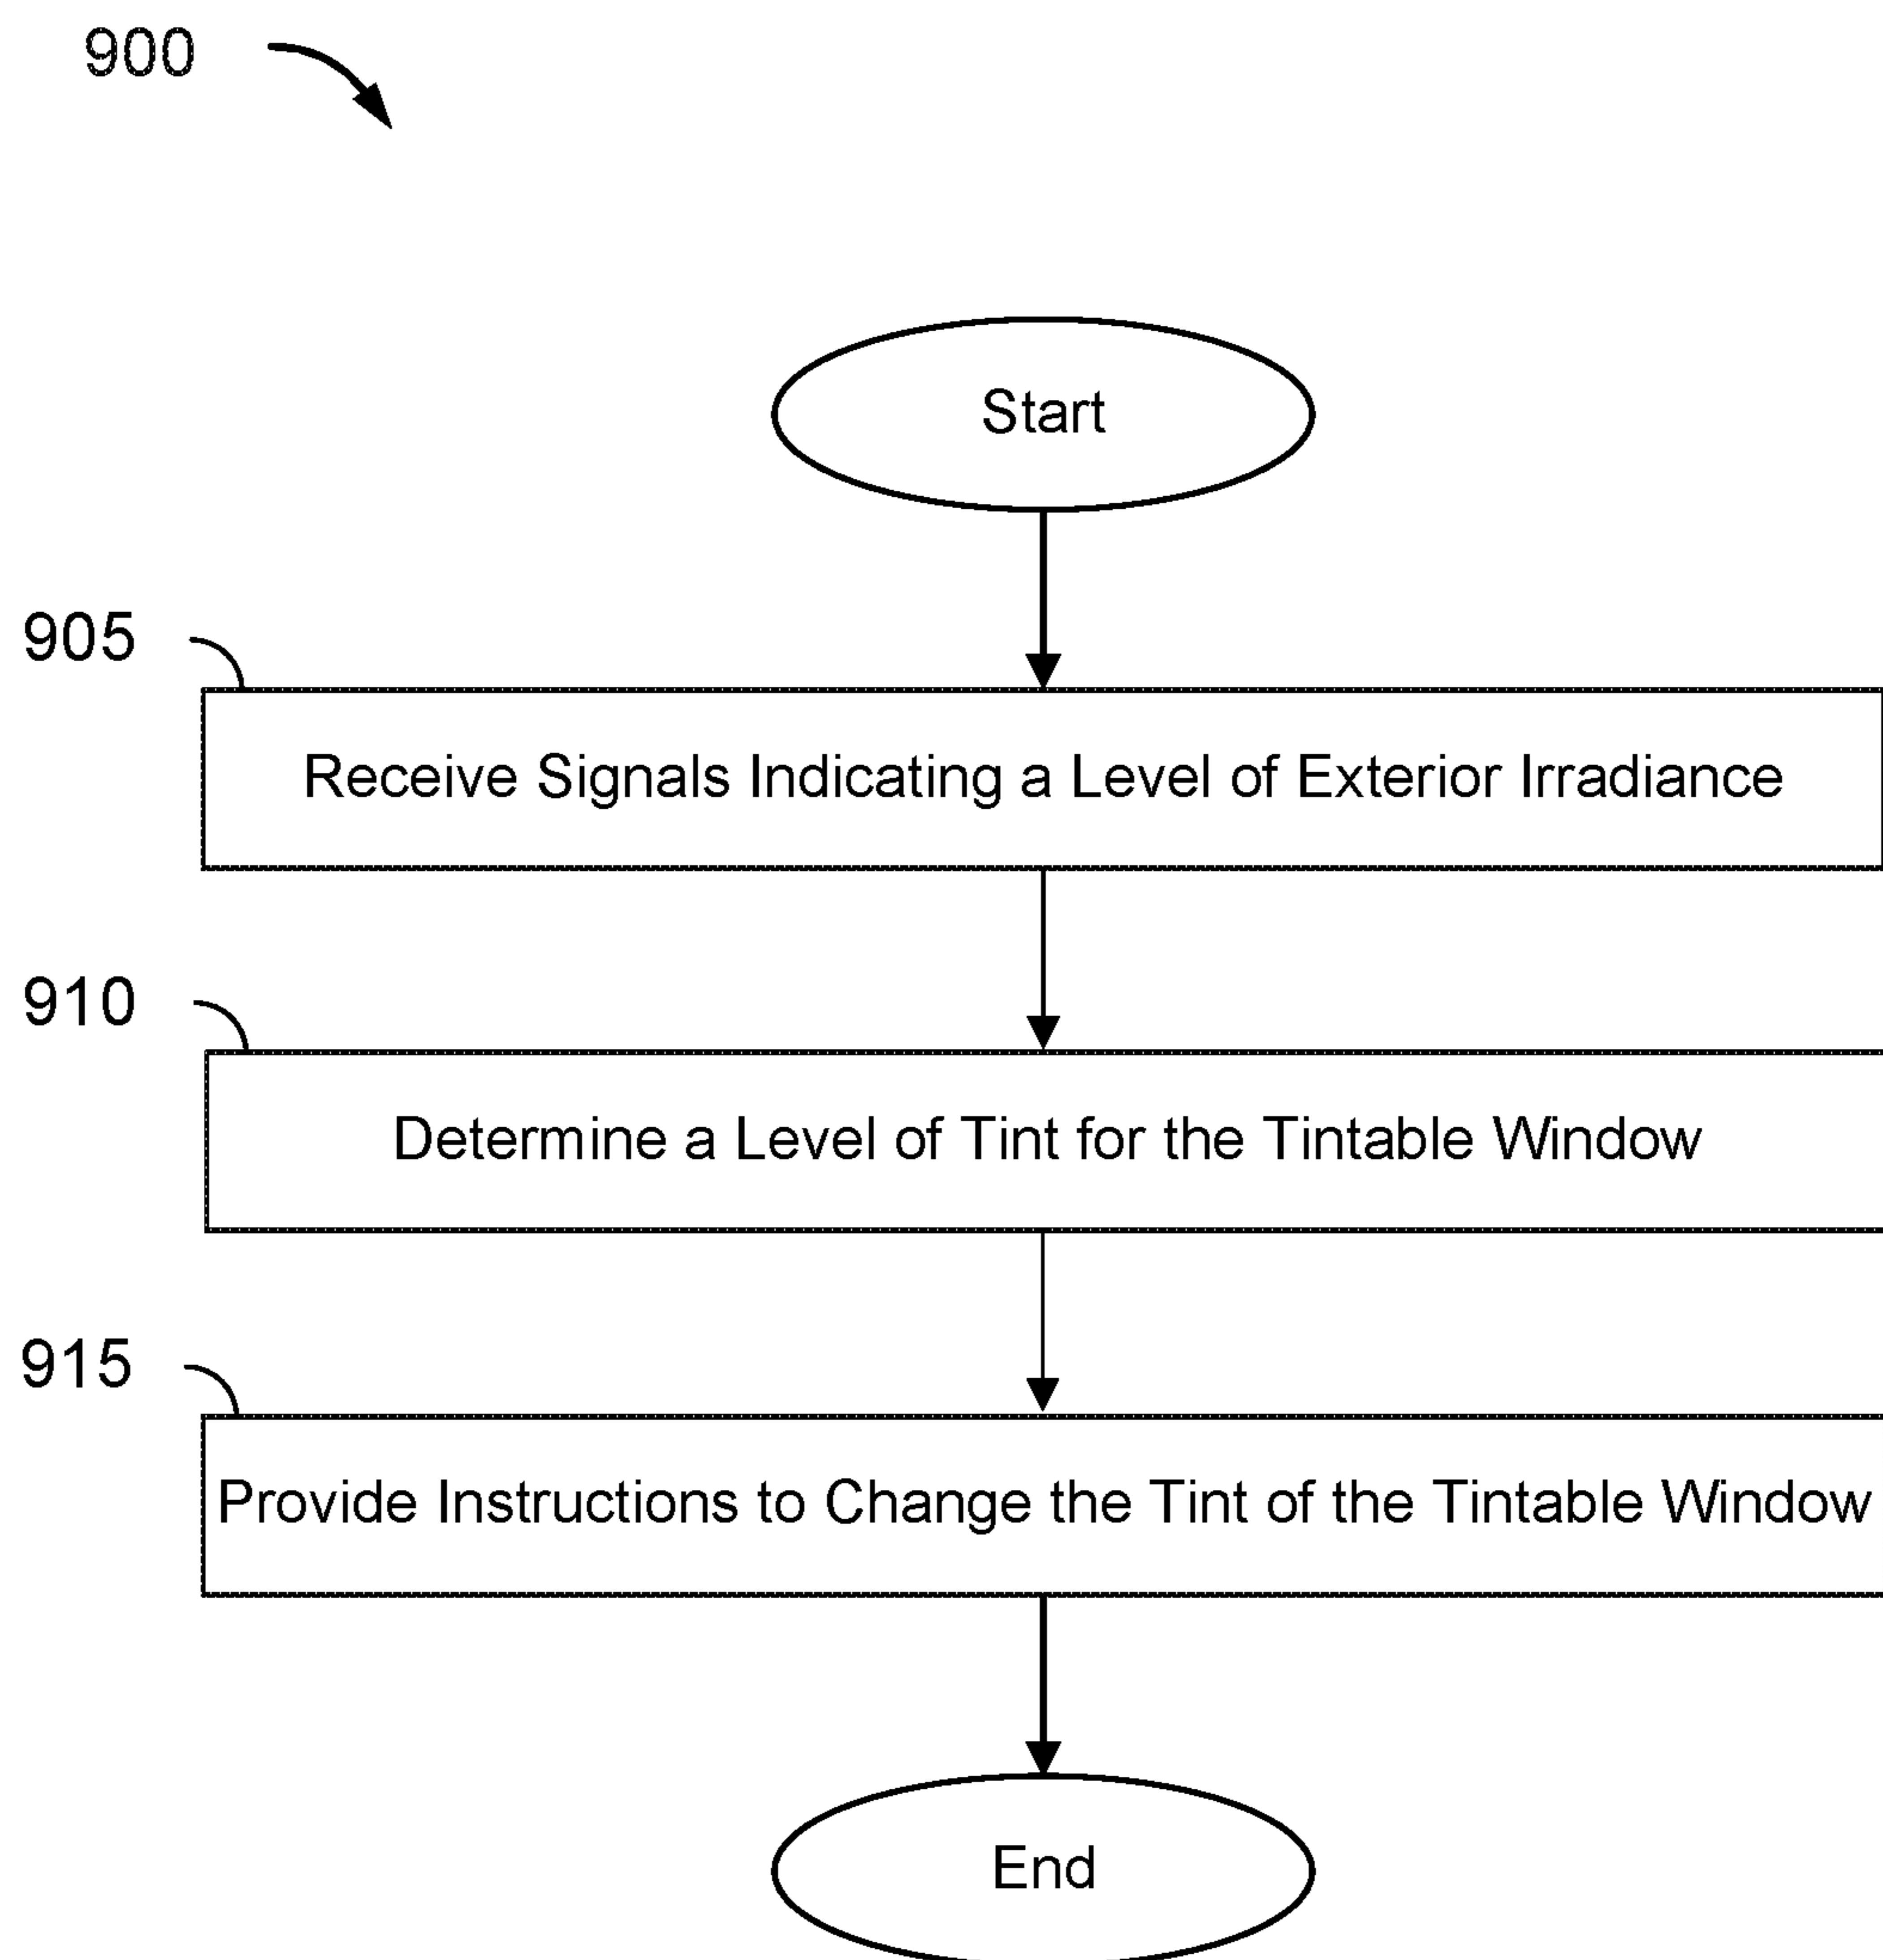 900
Start
905
Receive Signals Indicating a Level of Exterior Irradiance
910
Determine a Level of Tint for the Tintable Window
915
Provide Instructions to Change the Tint of the Tintable Window
End